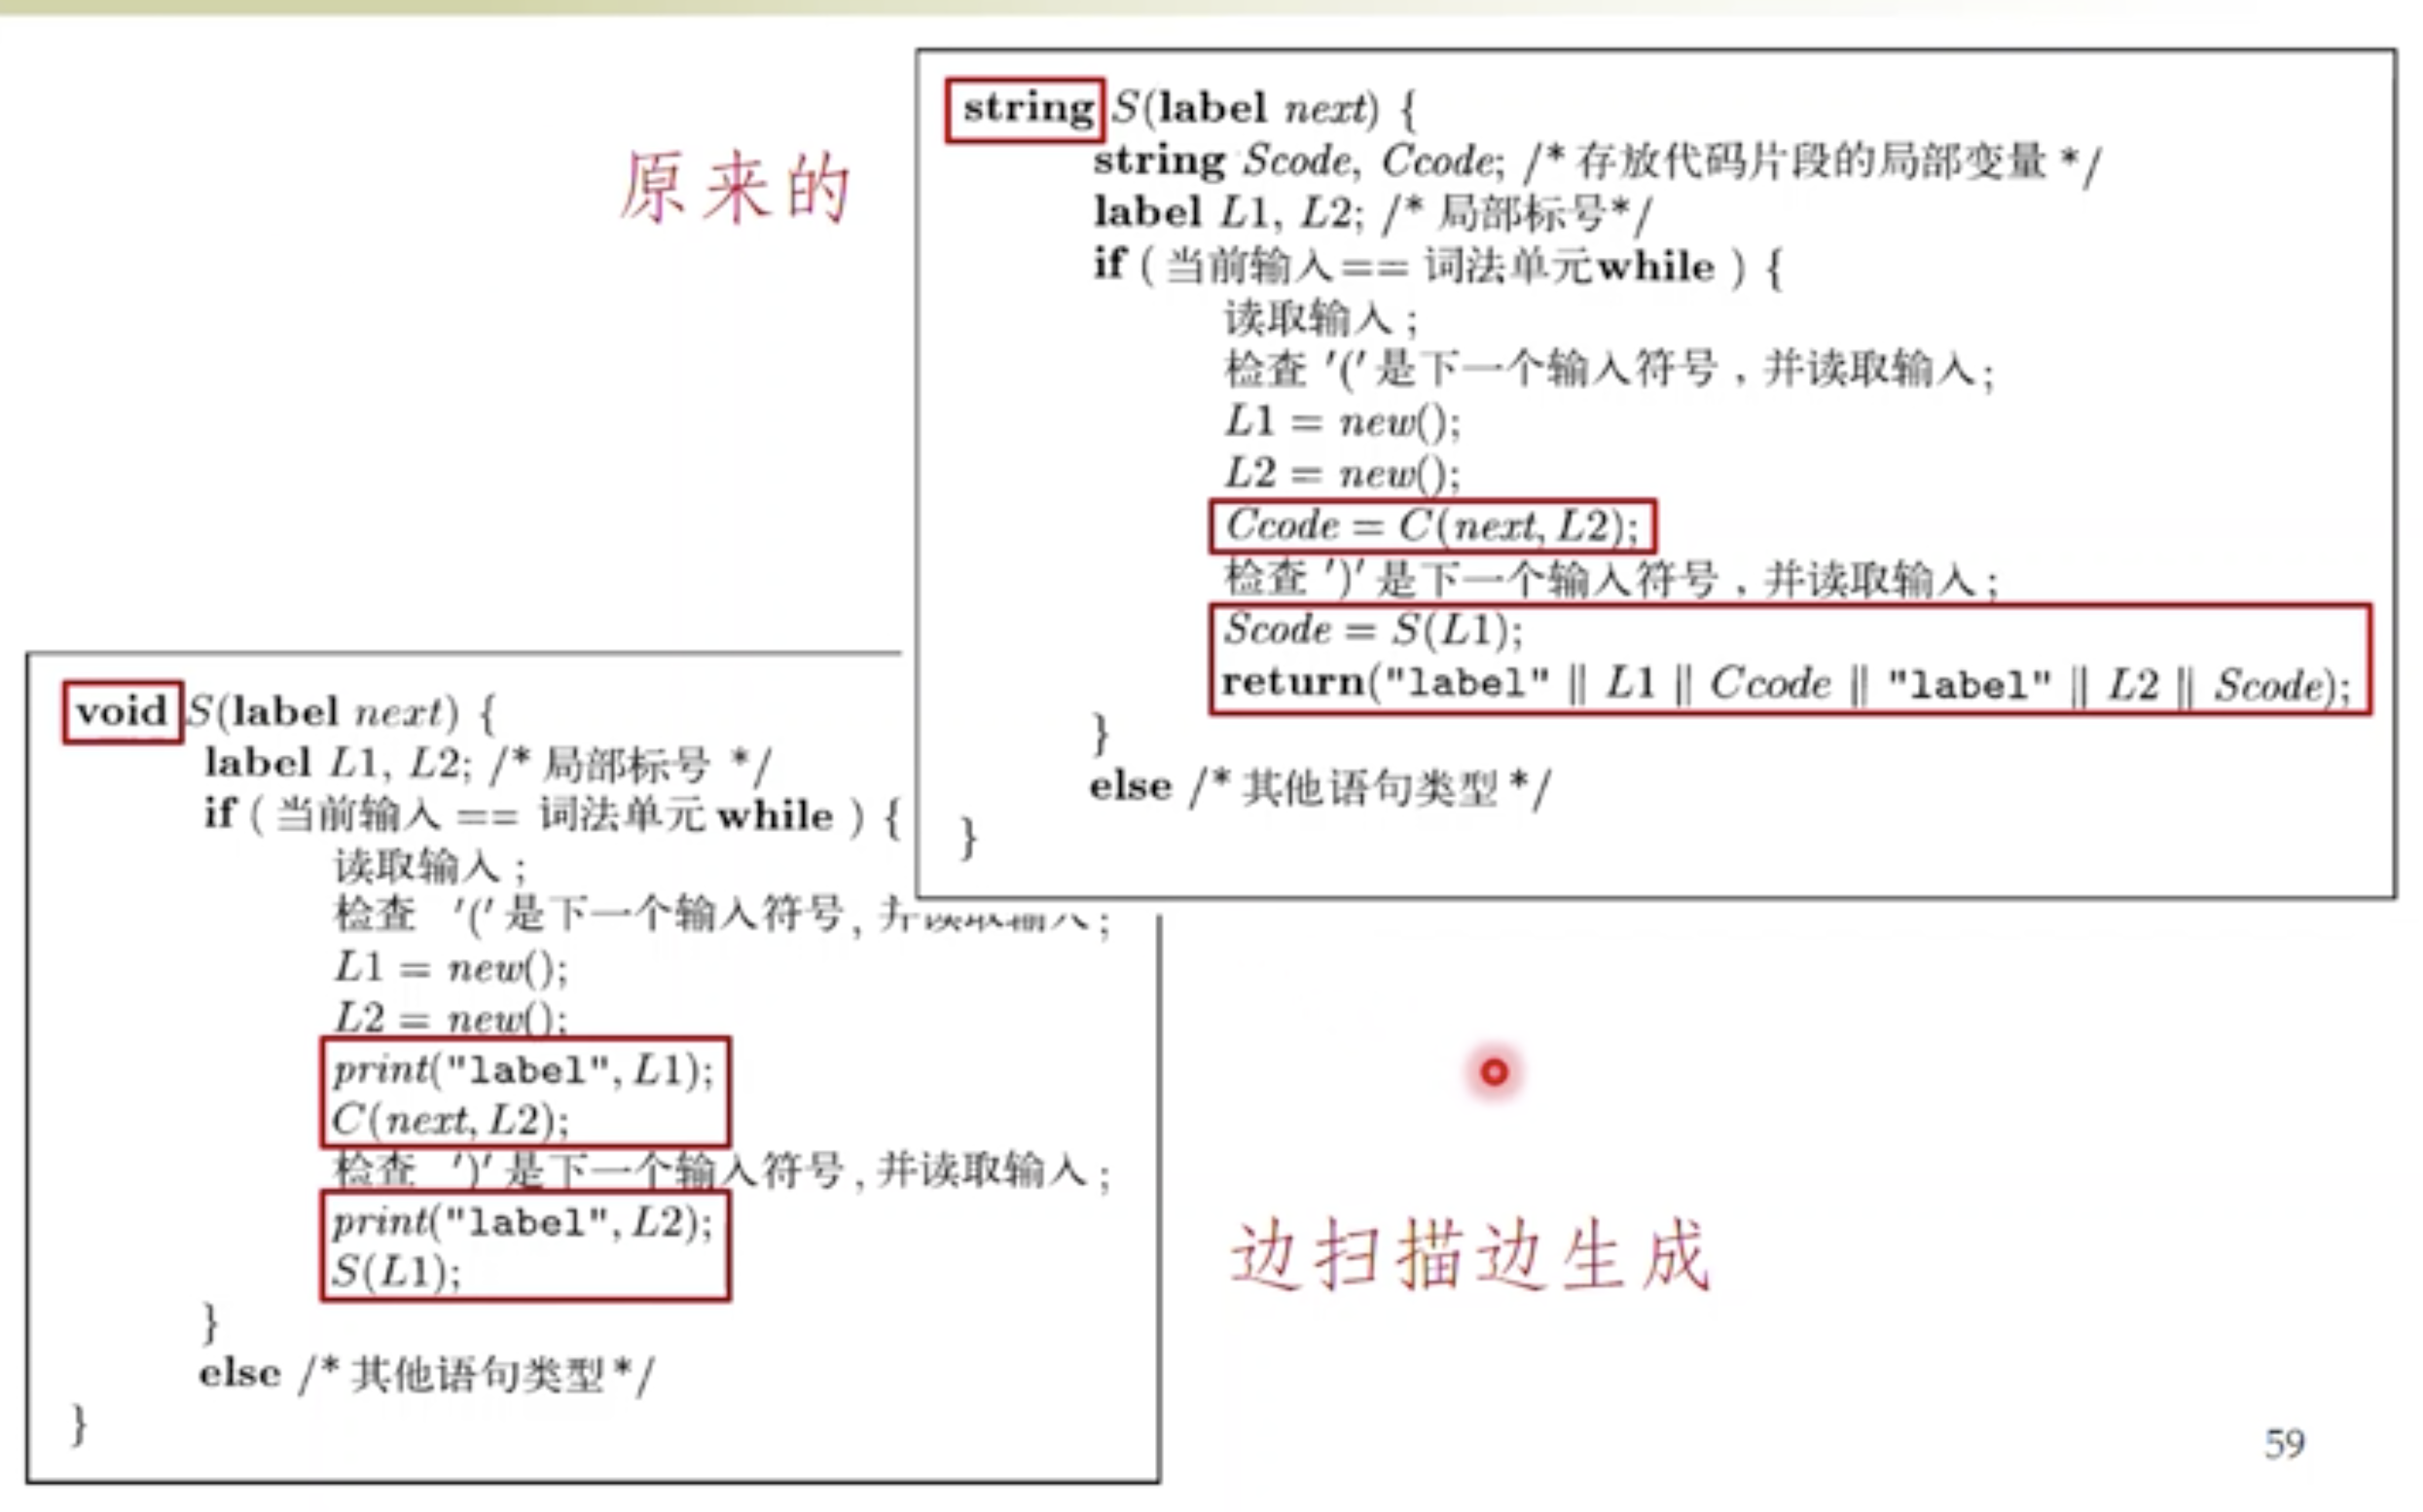 原来的
string S(label next) {
string Scode, Ccode; /* 存放代码片段的局部变量 */
label L1, L2; /* 局部标号*/
if ( 当前输入== 词法单元while ) {
读取输入 ;
检查 '(' 是下一个输入符号 , 并读取输入;
L1 = new();
L2 = new();
Ccode = C(next, L2);
检查 ')' 是下一个输入符号 , 并读取输入 ;
Scode = S(L1);
return("label" || L1 || Ccode || "label" || L2 || Scode);
}
else /* 其他语句类型 */
}
void S(label next) {
label L1, L2; /* 局部标号 */
if ( 当前输入 == 词法单元 while ) {
读取输入 ;
检查 '(' 是下一个输入符号, 并读取输入 ;
L1 = new();
L2 = new();
print("label", L1);
C(next, L2);
检查 ')' 是下一个输入符号, 并读取输入 ;
print("label", L2);
S(L1);
}
else /* 其他语句类型 */
}
边扫描边生成
59